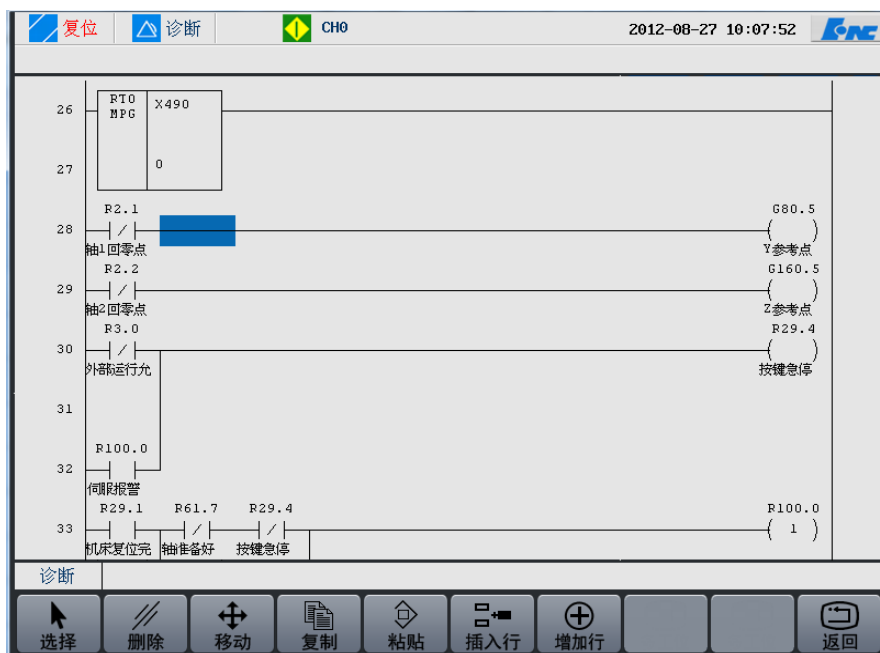 复位 诊断 CH0 2012-08-27 10:07:52 HNC
26 RTO X490
MPG
27 0
R2.1 G80.5
28
轴1回零点 Y参考点
R2.2 G160.5
29
轴2回零点 Z参考点
R3.0 R29.4
30
外部运行允 按键急停
31
R100.0
32
伺服报警
R29.1 R61.7 R29.4 R100.0
33 1
机床复位完 轴准备好 按键急停
诊断
选择 删除 移动 复制 粘贴 插入行 增加行 返回